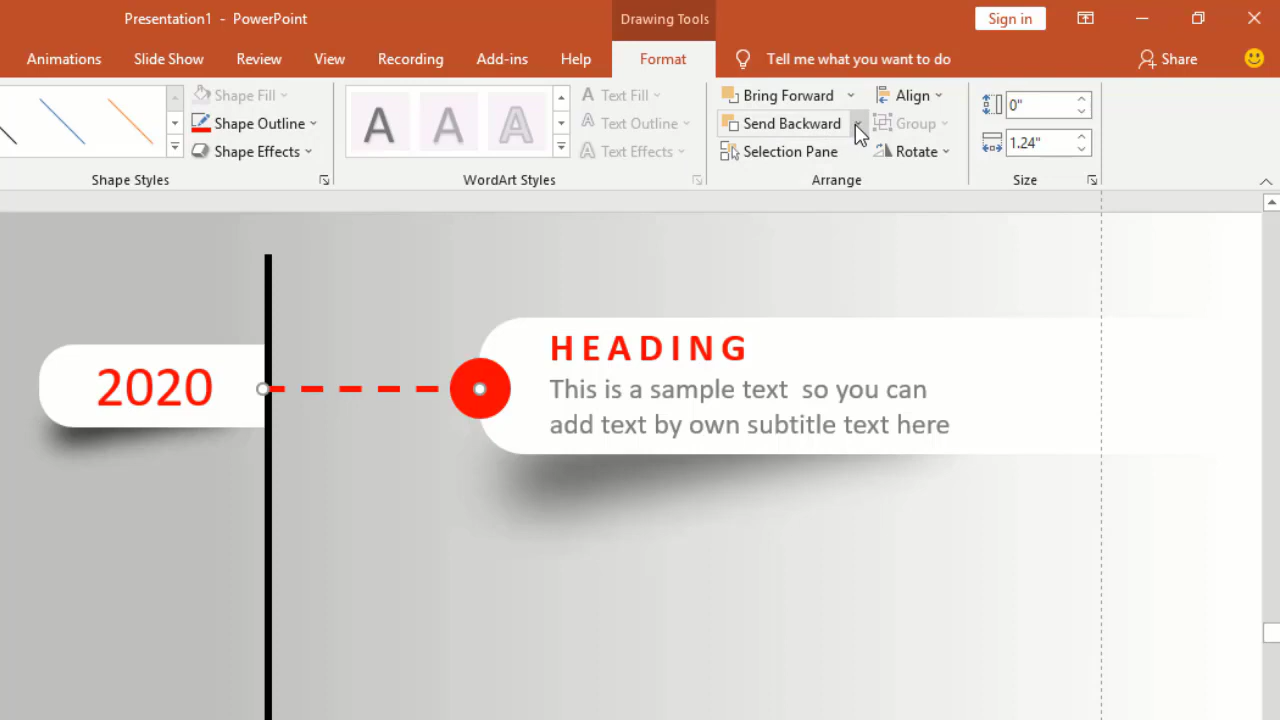 Presentation1 - PowerPoint
Drawing Tools
Sign in
Animations
Slide Show
Review
View
Recording
Add-ins
Help
Format
Tell me what you want to do
Share
Shape Fill
Shape Outline
Shape Effects
Shape Styles
A A A
WordArt Styles
Text Fill
Text Outline
Text Effects
Bring Forward
Send Backward
Selection Pane
Align
Group
Rotate
Arrange
0"
1.24"
Size
2020
HEADING
This is a sample text  so you can
add text by own subtitle text here